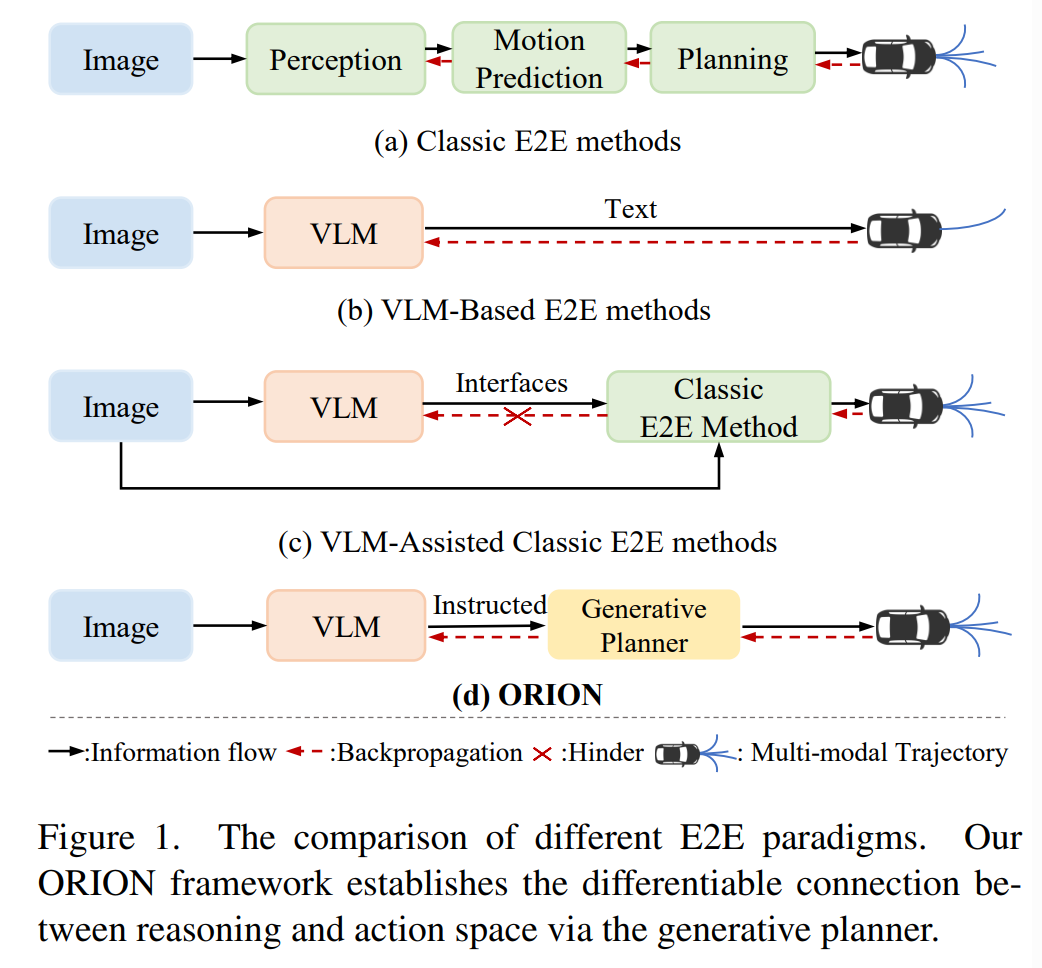 Image
Perception
Motion
Prediction
Planning
(a) Classic E2E methods
Image
VLM
Text
(b) VLM-Based E2E methods
Image
VLM
Interfaces
Classic
E2E Method
(c) VLM-Assisted Classic E2E methods
Image
VLM
Instructed
Generative
Planner
(d) ORION
:Information flow :Backpropagation :Hinder : Multi-modal Trajectory
Figure 1. The comparison of different E2E paradigms. Our
ORION framework establishes the differentiable connection be-
tween reasoning and action space via the generative planner.